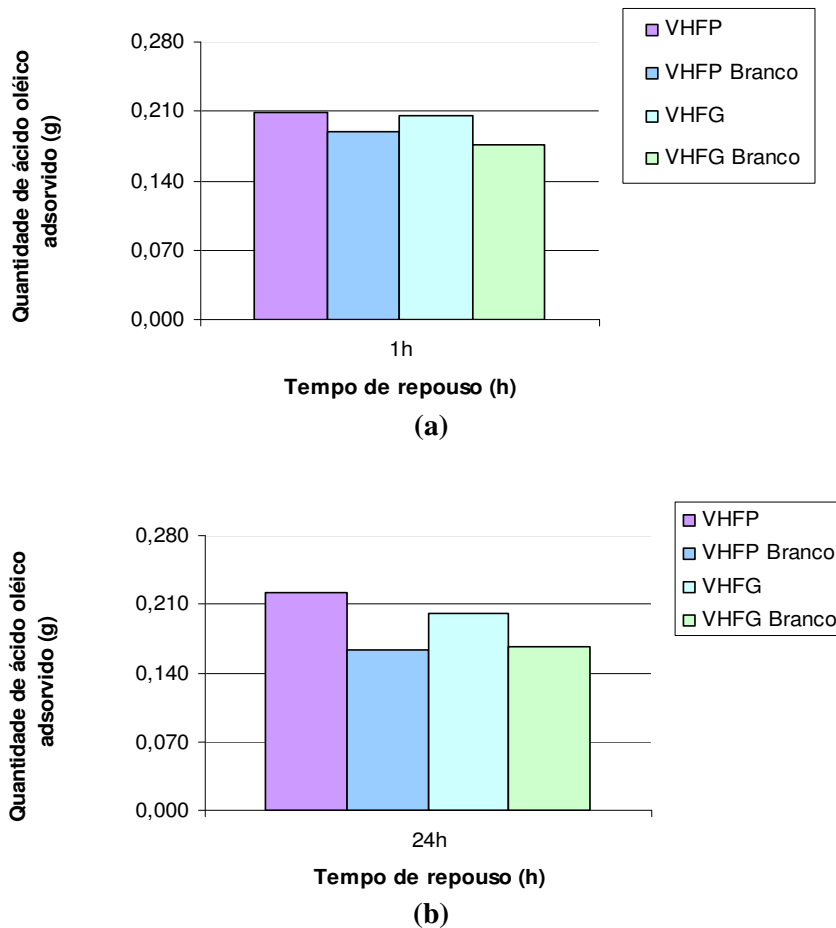 Quantidade de ácido oléico
adsorvido (g)
0,280
0,210
0,140
0,070
0,000
1h
Tempo de repouso (h)
VHFP
VHFP Branco
VHFG
VHFG Branco
(a)
Quantidade de ácido oléico
adsorvido (g)
0,280
0,210
0,140
0,070
0,000
24h
Tempo de repouso (h)
VHFP
VHFP Branco
VHFG
VHFG Branco
(b)